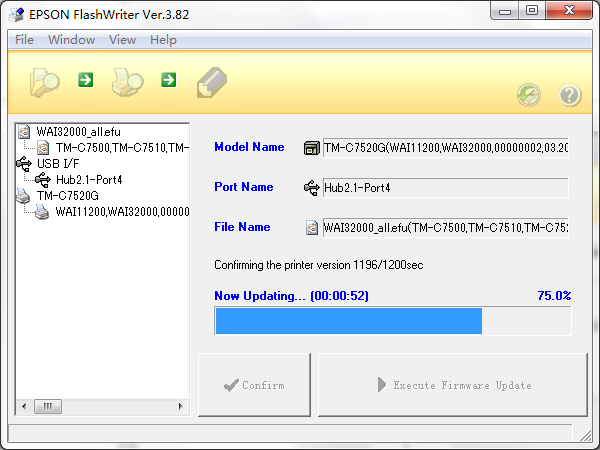 EPSON FlashWriter Ver.3.82
File Window View Help
WAI32000_all.efu
TM-C7500,TM-C7510,TM-
USB I/F
Hub2.1-Port4
TM-C7520G
WAI11200,WAI32000,00000
Model Name
TM-C7520G(WAI11200,WAI32000,00000002,03.20
Port Name
Hub2.1-Port4
File Name
WAI32000_all.efu(TM-C7500,TM-C7510,TM-C752
Confirming the printer version 1196/1200sec
Now Updating... (00:00:52) 75.0%
Confirm
Execute Firmware Update